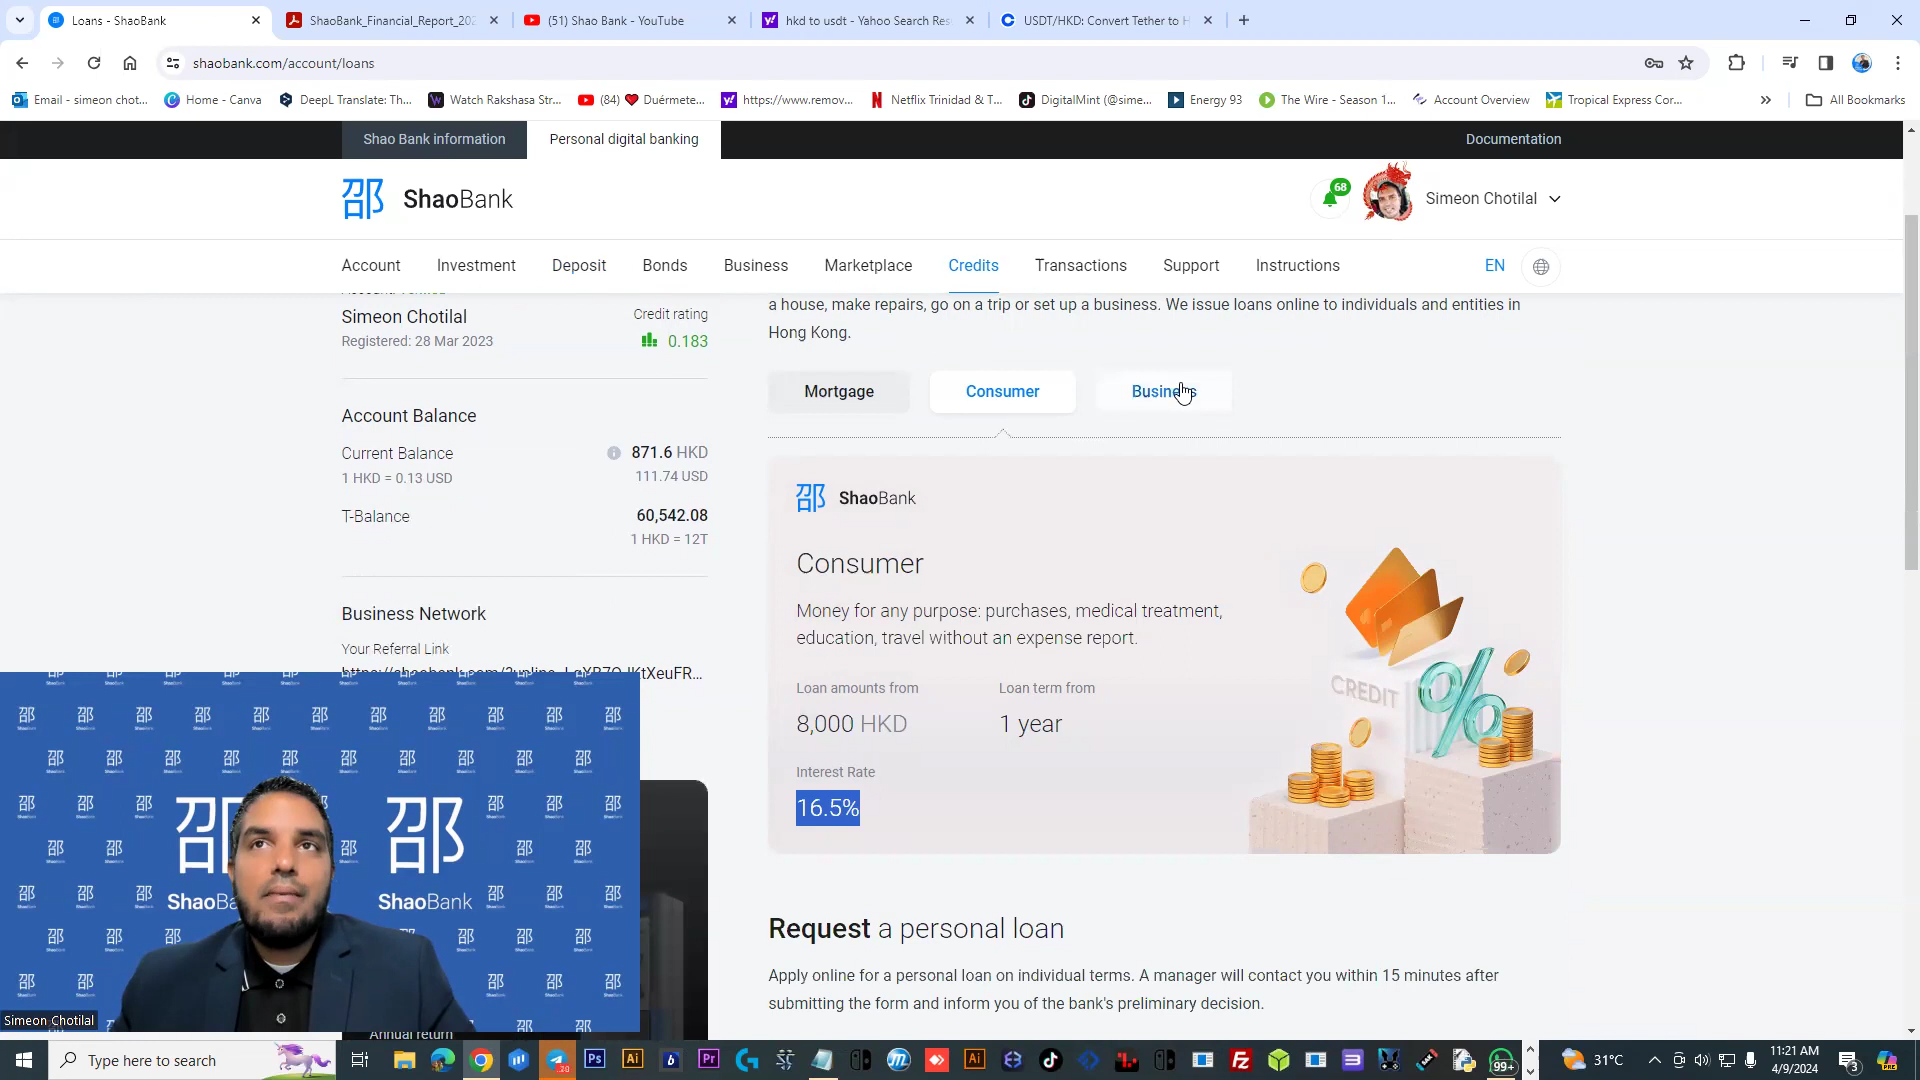 Loans - ShaoBank
ShaoBank_Financial_Report_202
(51) Shao Bank - YouTube
hkd to usdt - Yahoo Search Res
USDT/HKD: Convert Tether to H
shaobank.com/account/loans
Email - simeon chot...
Home - Canva
DeepL Translate: Th...
Watch Rakshasa Str...
(84) ❤ Duérmete...
https://www.remov...
Netflix Trinidad & T...
DigitalMint (@sime...
Energy 93
The Wire - Season 1...
Account Overview
Tropical Express Cor...
All Bookmarks
Shao Bank information
Personal digital banking
Documentation
邵 ShaoBank
68
Simeon Chotilal
Account
Investment
Deposit
Bonds
Business
Marketplace
Credits
Transactions
Support
Instructions
EN
a house, make repairs, go on a trip or set up a business. We issue loans online to individuals and entities in
Hong Kong.
Simeon Chotilal
Registered: 28 Mar 2023
Credit rating
0.183
Mortgage
Consumer
Business
Account Balance
Current Balance
871.6 HKD
1 HKD = 0.13 USD
111.74 USD
T-Balance
60,542.08
1 HKD = 12T
Business Network
Your Referral Link
邵 ShaoBank
Consumer
Money for any purpose: purchases, medical treatment,
education, travel without an expense report.
Loan amounts from
8,000 HKD
Loan term from
1 year
Interest Rate
16.5%
CREDIT
%
Request a personal loan
Apply online for a personal loan on individual terms. A manager will contact you within 15 minutes after
submitting the form and inform you of the bank's preliminary decision.
邵
邵
ShaoBa
ShaoBank
Simeon Chotilal
Annual return
Type here to search
31°C
11:21 AM
4/9/2024
99+
3